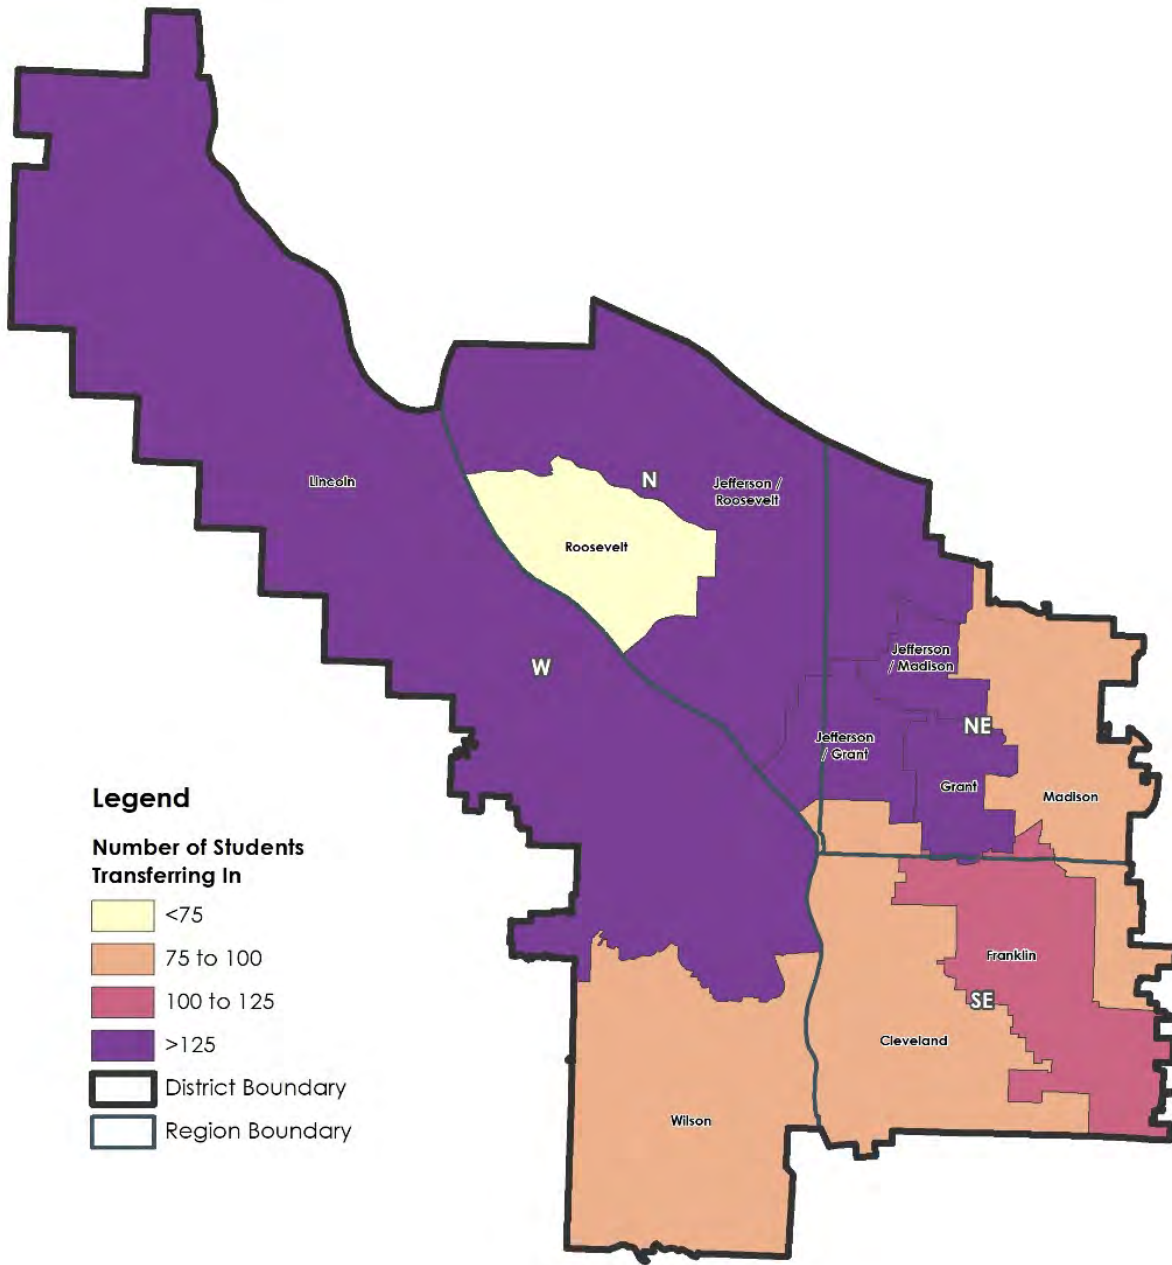 Lincoln
N
Jefferson /
Roosevelt
Roosevelt
W
Jefferson
/ Madison
NE
Jefferson
/ Grant
Grant
Madison
Franklin
SE
Cleveland
Wilson
Legend
Number of Students
Transferring In
<75
75 to 100
100 to 125
>125
District Boundary
Region Boundary